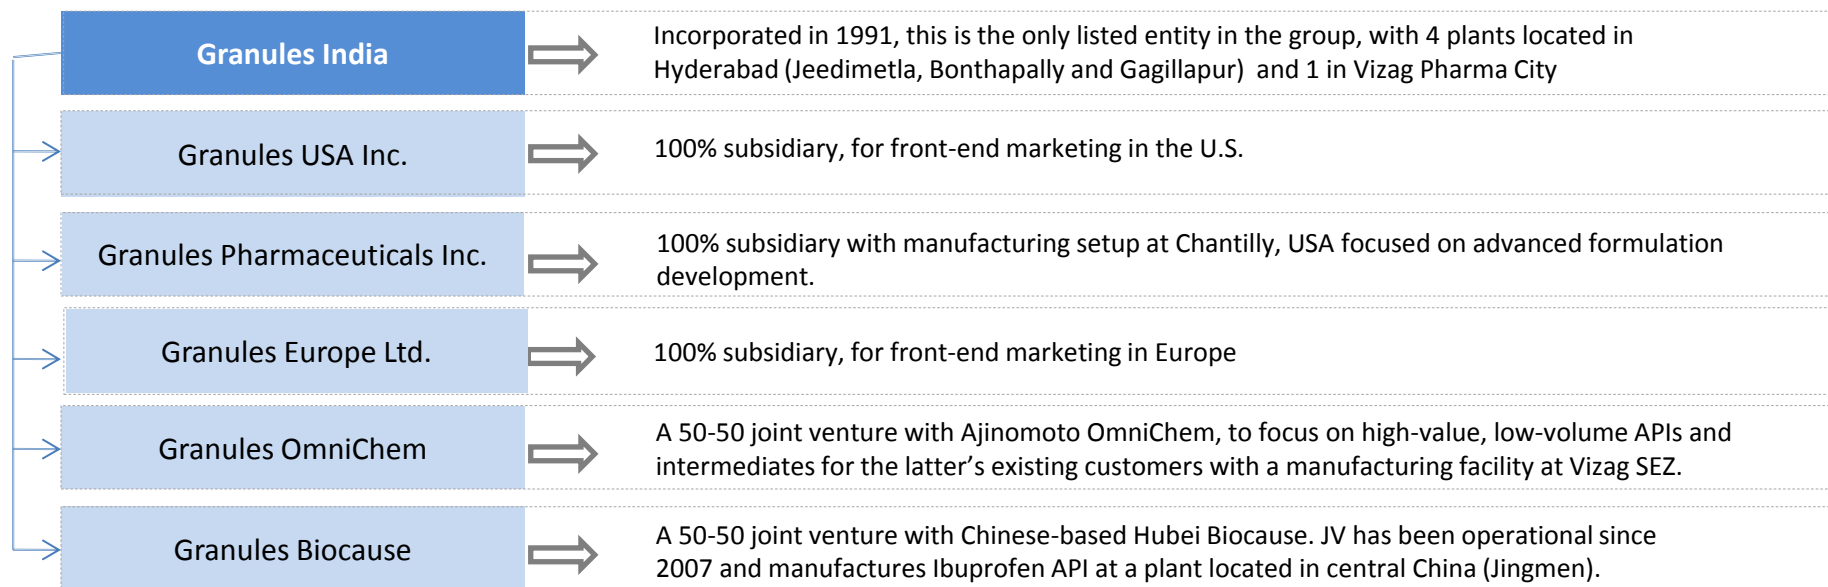 Granules India
Incorporated in 1991, this is the only listed entity in the group, with 4 plants located in
Hyderabad (Jeedimetla, Bonthapally and Gagillapur) and 1 in Vizag Pharma City
Granules USA Inc.
100% subsidiary, for front-end marketing in the U.S.
Granules Pharmaceuticals Inc.
100% subsidiary with manufacturing setup at Chantilly, USA focused on advanced formulation
development.
Granules Europe Ltd.
100% subsidiary, for front-end marketing in Europe
Granules OmniChem
A 50-50 joint venture with Ajinomoto OmniChem, to focus on high-value, low-volume APIs and
intermediates for the latter’s existing customers with a manufacturing facility at Vizag SEZ.
Granules Biocause
A 50-50 joint venture with Chinese-based Hubei Biocause. JV has been operational since
2007 and manufactures Ibuprofen API at a plant located in central China (Jingmen).